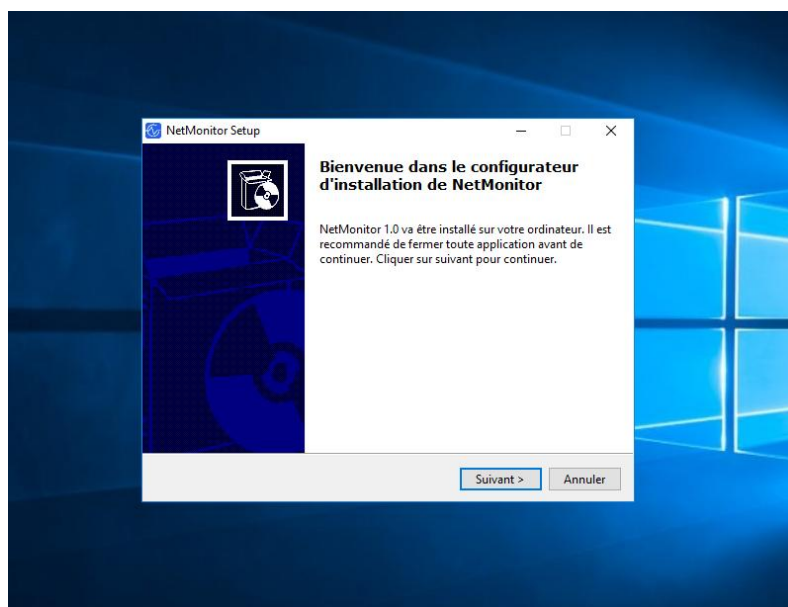 NetMonitor Setup
Bienvenue dans le configurateur
d'installation de NetMonitor
NetMonitor 1.0 va être installé sur votre ordinateur. Il est
recommandé de fermer toute application avant de
continuer. Cliquer sur suivant pour continuer.
Suivant > Annuler